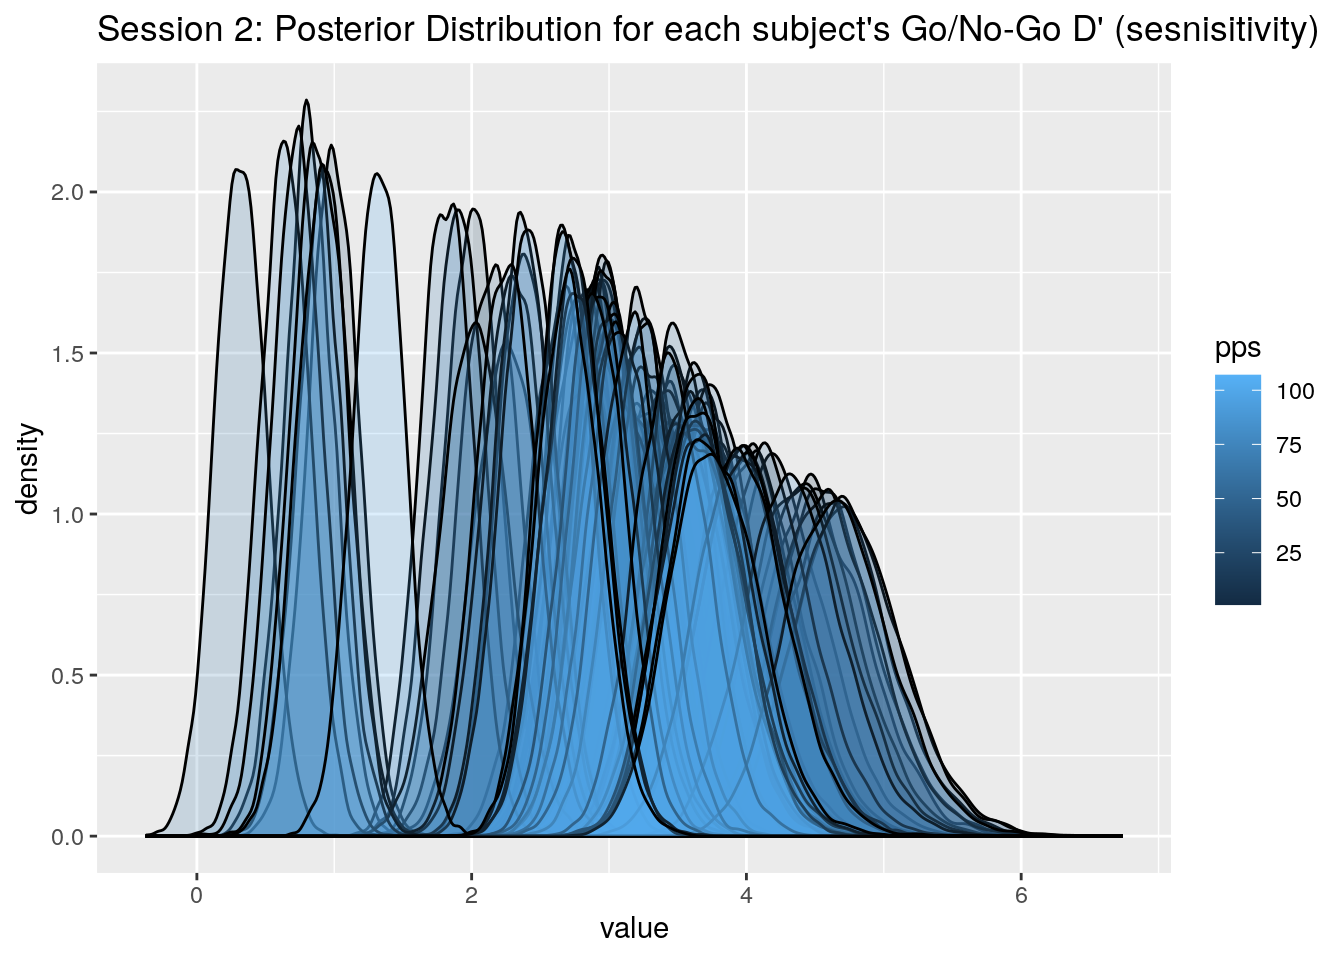 Session 2: Posterior Distribution for each subject's Go/No-Go D' (sesnisitivity)
density
2.0
1.5
1.0
0.5
0.0
0 2 4 6
value
pps
100
75
50
25